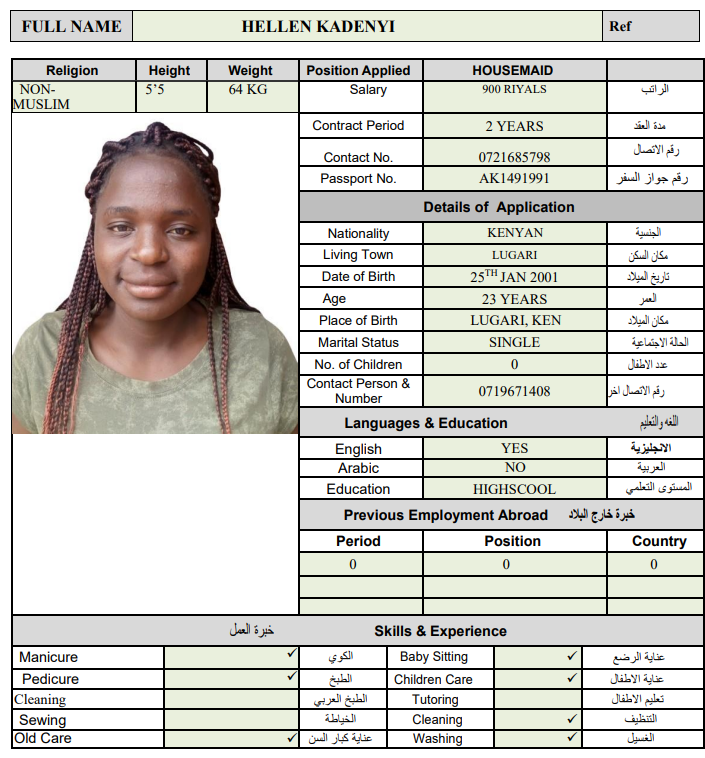 FULL NAME HELLEN KADENYI Ref
Religion Height Weight Position Applied HOUSEMAID
NON-MUSLIM 5’5 64 KG Salary 900 RIYALS الراتب
Contract Period 2 YEARS مدة العقد
Contact No. 0721685798 رقم الاتصال
Passport No. AK1491991 رقم جواز السفر
Details of Application
Nationality KENYAN الجنسية
Living Town LUGARI مكان السكن
Date of Birth 25TH JAN 2001 تاريخ الميلاد
Age 23 YEARS العمر
Place of Birth LUGARI, KEN مكان الميلاد
Marital Status SINGLE الحالة الاجتماعية
No. of Children 0 عدد الاطفال
Contact Person & Number 0719671408 رقم الاتصال اخر
Languages & Education اللغه والتعليم
English YES الانجليزية
Arabic NO العربية
Education HIGHSCOOL المستوى التعلمي
Previous Employment Abroad خبرة خارج البلاد
Period Position Country
0 0 0
خبرة العمل Skills & Experience
Manicure ✓ الكوي Baby Sitting ✓ عناية الرضع
Pedicure ✓ الطبخ Children Care ✓ عناية الاطفال
Cleaning الطبخ العربي Tutoring تعليم الاطفال
Sewing الخياطة Cleaning ✓ التنظيف
Old Care ✓ عناية كبار السن Washing ✓ الغسيل